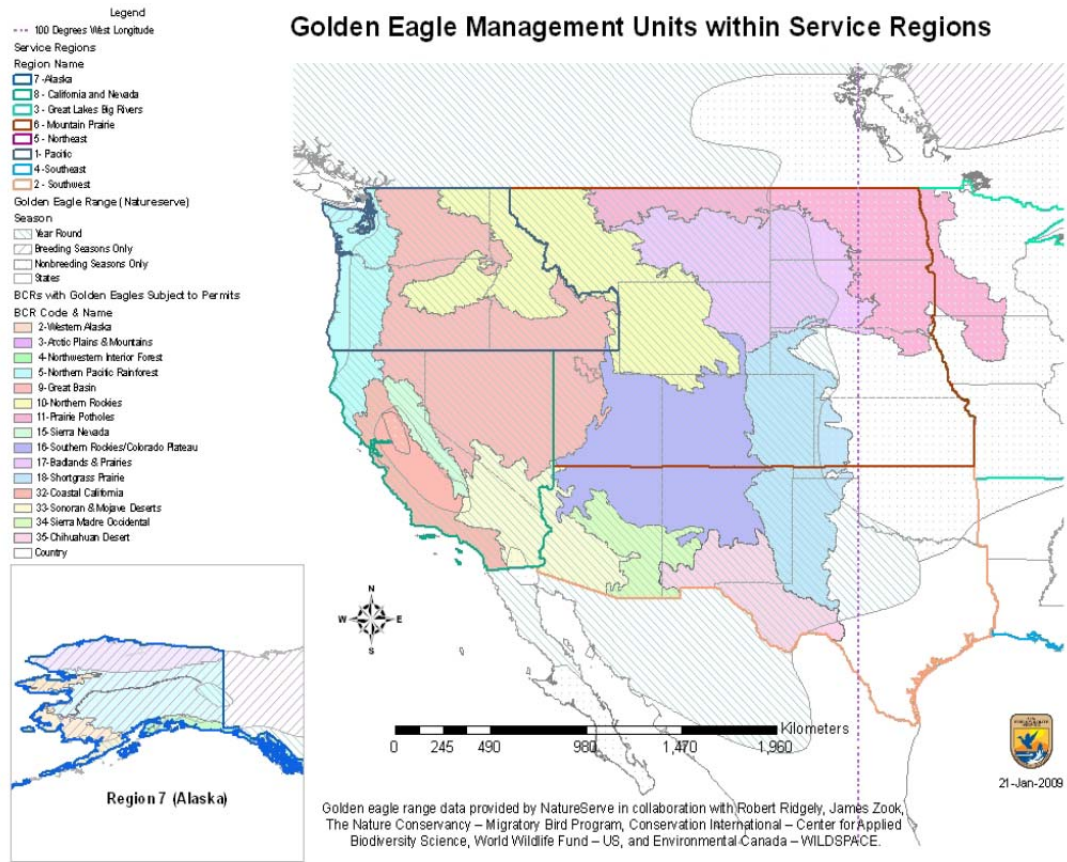 Golden Eagle Management Units within Service Regions
Legend
100 Degrees West Longitude
Service Regions
Region Name
7 -Alaska
8 - California and Nevada
3 - Great Lakes Big Rivers
6 - Mountain Prairie
5 - Northeast
1- Pacific
4-Southeast
2 - Southwest
Golden Eagle Range (Natureserve)
Season
Year Round
Breeding Seasons Only
Nonbreeding Seasons Only
States
BCRs with Golden Eagles Subject to Permits
BCR Code & Name
2-Western Alaska
3-Arctic Plains & Mountains
4-Northwestern Interior Forest
5-Northern Pacific Rainforest
9-Great Basin
10-Northern Rockies
11-Prairie Potholes
15-Sierra Nevada
16-Southern Rockies/Colorado Plateau
17-Badlands & Prairies
18-Shortgrass Prairie
32-Coastal California
33-Sonoran & Mojave Deserts
34-Sierra Madre Occidental
35-Chihuahuan Desert
Country
N
W E
S
Kilometers
0 245 490 980 1,470 1,960
Region 7 (Alaska)
21-Jan-2009
Golden eagle range data provided by NatureServe in collaboration with Robert Ridgely, James Zook,
The Nature Conservancy – Migratory Bird Program, Conservation International – Center for Applied
Biodiversity Science, World Wildlife Fund – US, and Environmental Canada – WILDSPACE.